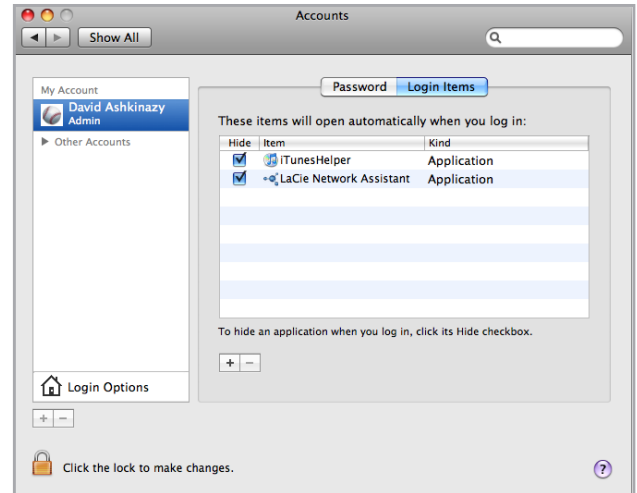 Accounts
Show All
My Account
David Ashkinazy
Admin
Other Accounts
Login Options
Password Login Items
These items will open automatically when you log in:
Hide Item Kind
iTunesHelper Application
LaCie Network Assistant Application
To hide an application when you log in, click its Hide checkbox.
+ −
+ −
Click the lock to make changes.
?